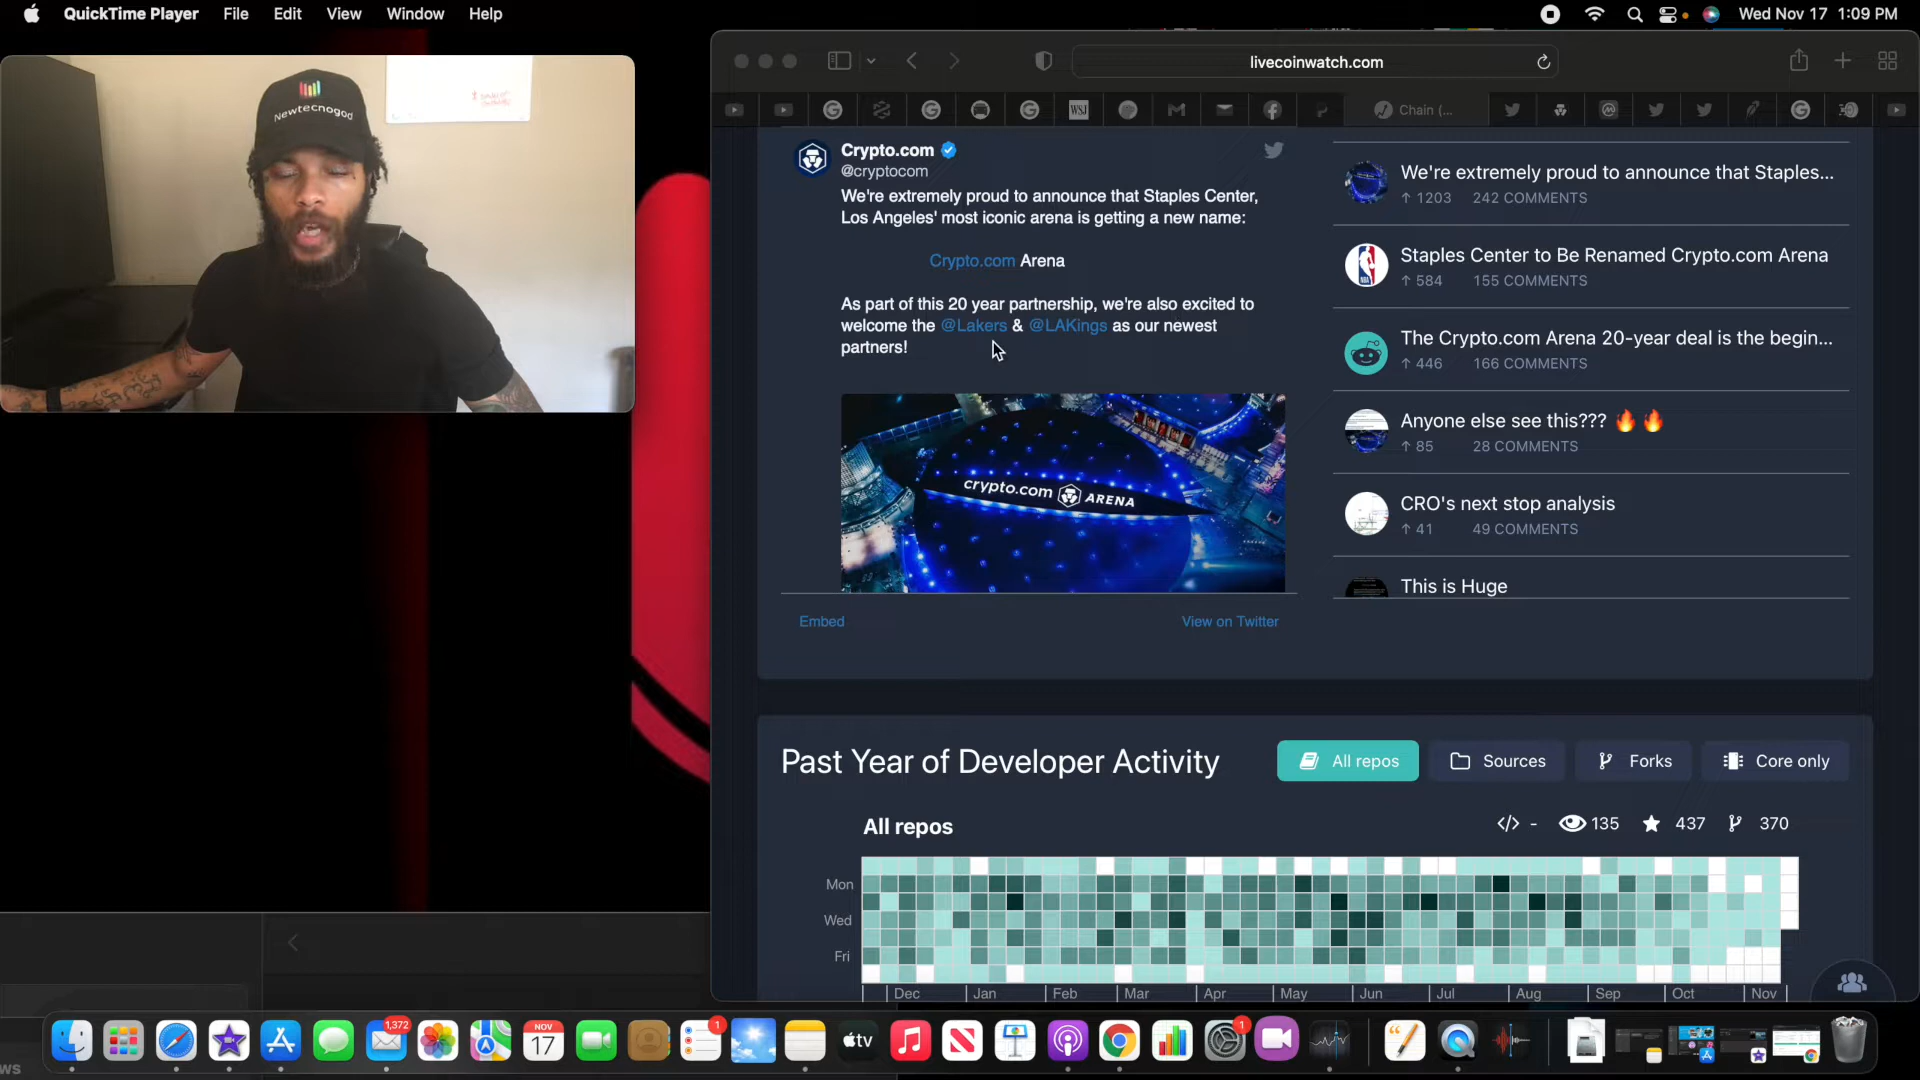 QuickTime Player File Edit View Window Help
Wed Nov 17 1:09 PM
Newtecnogod
livecoinwatch.com
WSJ
Chain (...
Crypto.com
@cryptocom
We're extremely proud to announce that Staples Center,
Los Angeles' most iconic arena is getting a new name:
Crypto.com Arena
As part of this 20 year partnership, we're also excited to
welcome the @Lakers & @LAKings as our newest
partners!
crypto.com ARENA
Embed
View on Twitter
We're extremely proud to announce that Staples...
↑ 1203 242 COMMENTS
Staples Center to Be Renamed Crypto.com Arena
↑ 584 155 COMMENTS
The Crypto.com Arena 20-year deal is the begin...
↑ 446 166 COMMENTS
Anyone else see this??? 🔥🔥
↑ 85 28 COMMENTS
CRO's next stop analysis
↑ 41 49 COMMENTS
This is Huge
Past Year of Developer Activity
All repos
Sources
Forks
Core only
All repos
</> - 135 437 370
Mon
Wed
Fri
Dec Jan Feb Mar Apr May Jun Jul Aug Sep Oct Nov
1,372
NOV
17
1
tv
1
ws